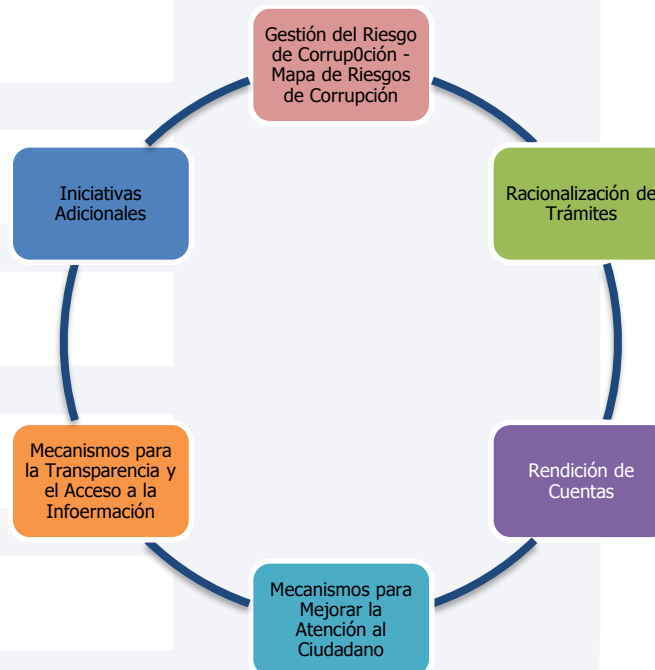 Gestión del Riesgo
de Corrup0ción -
Mapa de Riesgos
de Corrupción
Racionalización de
Trámites
Rendición de
Cuentas
Mecanismos para
Mejorar la
Atención al
Ciudadano
Mecanismos para
la Transparencia y
el Acceso a la
Infoermación
Iniciativas
Adicionales